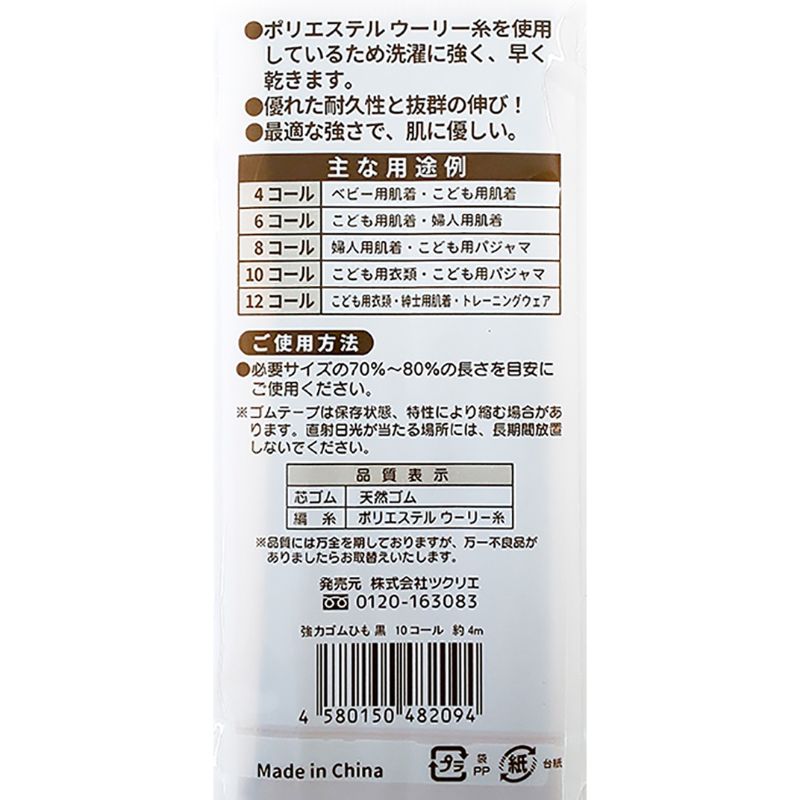 ●ポリエステル ウーリー糸を使用
しているため洗濯に強く、早く
乾きます。
●優れた耐久性と抜群の伸び！
●最適な強さで、肌に優しい。
主な用途例
4コール ベビー用肌着・こども用肌着
6コール こども用肌着・婦人用肌着
8コール 婦人用肌着・こども用パジャマ
10コール こども用衣類・こども用パジャマ
12コール こども用衣類・紳士用肌着・トレーニングウェア
ご使用方法
●必要サイズの70%～80%の長さを目安に
ご使用ください。
※ゴムテープは保存状態、特性により縮む場合があ
ります。直射日光が当たる場所には、長期間放置
しないでください。
品質表示
芯ゴム 天然ゴム
編糸 ポリエステル ウーリー糸
※品質には万全を期しておりますが、万一不良品が
ありましたらお取替えいたします。
発売元 株式会社ツクリエ
0120-163083
強力ゴムひも 黒 10コール 約4m
4 580150 482094
Made in China
プラ 袋 PP 紙 台紙